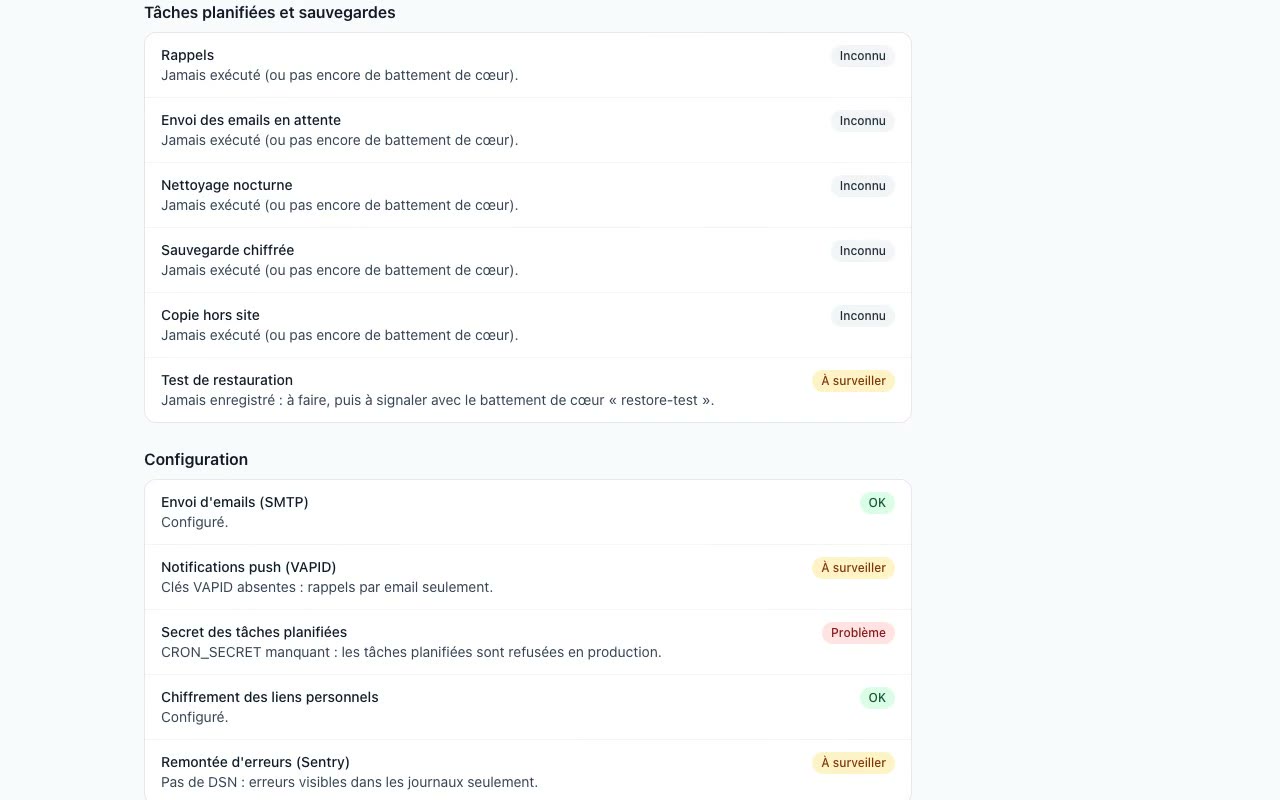 Tâches planifiées et sauvegardes
Rappels
Inconnu
Jamais exécuté (ou pas encore de battement de cœur).
Envoi des emails en attente
Inconnu
Jamais exécuté (ou pas encore de battement de cœur).
Nettoyage nocturne
Inconnu
Jamais exécuté (ou pas encore de battement de cœur).
Sauvegarde chiffrée
Inconnu
Jamais exécuté (ou pas encore de battement de cœur).
Copie hors site
Inconnu
Jamais exécuté (ou pas encore de battement de cœur).
Test de restauration
À surveiller
Jamais enregistré : à faire, puis à signaler avec le battement de cœur « restore-test ».
Configuration
Envoi d'emails (SMTP)
OK
Configuré.
Notifications push (VAPID)
À surveiller
Clés VAPID absentes : rappels par email seulement.
Secret des tâches planifiées
Problème
CRON_SECRET manquant : les tâches planifiées sont refusées en production.
Chiffrement des liens personnels
OK
Configuré.
Remontée d'erreurs (Sentry)
À surveiller
Pas de DSN : erreurs visibles dans les journaux seulement.